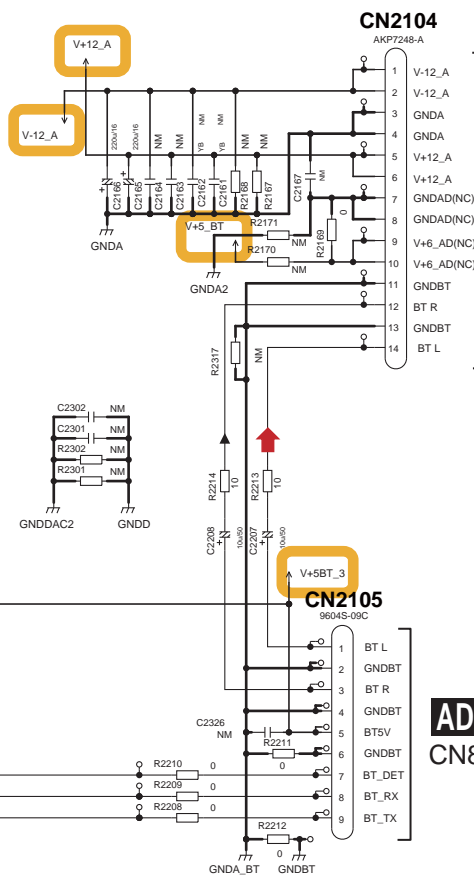 CN2104
AKP7248-A
V+12_A
V-12_A
1 V-12_A
2 V-12_A
3 GNDA
4 GNDA
5 V+12_A
6 V+12_A
7 GNDAD(NC)
8 GNDAD(NC)
9 V+6_AD(NC)
10 V+6_AD(NC)
11 GNDBT
12 BT R
13 GNDBT
14 BT L
220u/16
220u/16
NM
NM
NM
NM
NM
NM
YB
YB
+
+
C2166
C2165
C2164
C2163
C2162
C2161
R2168
R2167
C2167
NM
GNDA
V+5_BT
R2171
NM
R2170
NM
R2169
0
GNDA2
R2317
NM
C2302 NM
C2301 NM
R2302 NM
R2301 NM
GNDDAC2
GNDD
R2214
10
R2213
10
C2208
+
10u/50
C2207
+
10u/50
V+5BT_3
CN2105
9604S-09C
1 BT L
2 GNDBT
3 BT R
4 GNDBT
5 BT5V
6 GNDBT
7 BT_DET
8 BT_RX
9 BT_TX
C2326
NM
R2211
0
R2210 0
R2209 0
R2208 0
R2212
0
GNDA_BT
GNDBT
AD
CN8